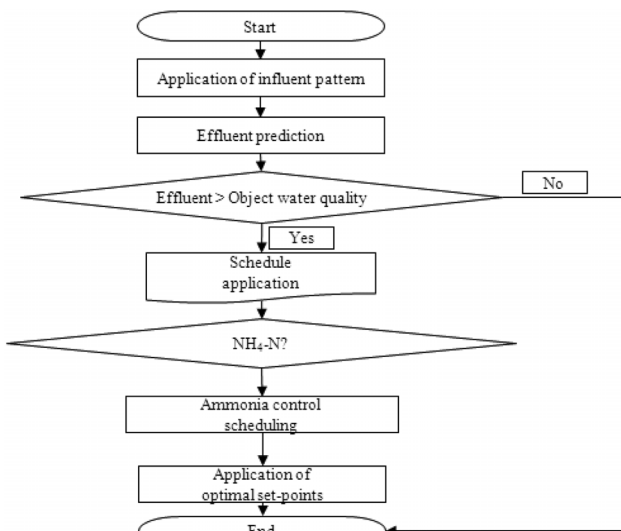 Start
Application of influent pattern
Effluent prediction
Effluent > Object water quality
No
Yes
Schedule
application
NH₄-N?
Ammonia control
scheduling
Application of
optimal set-points
End